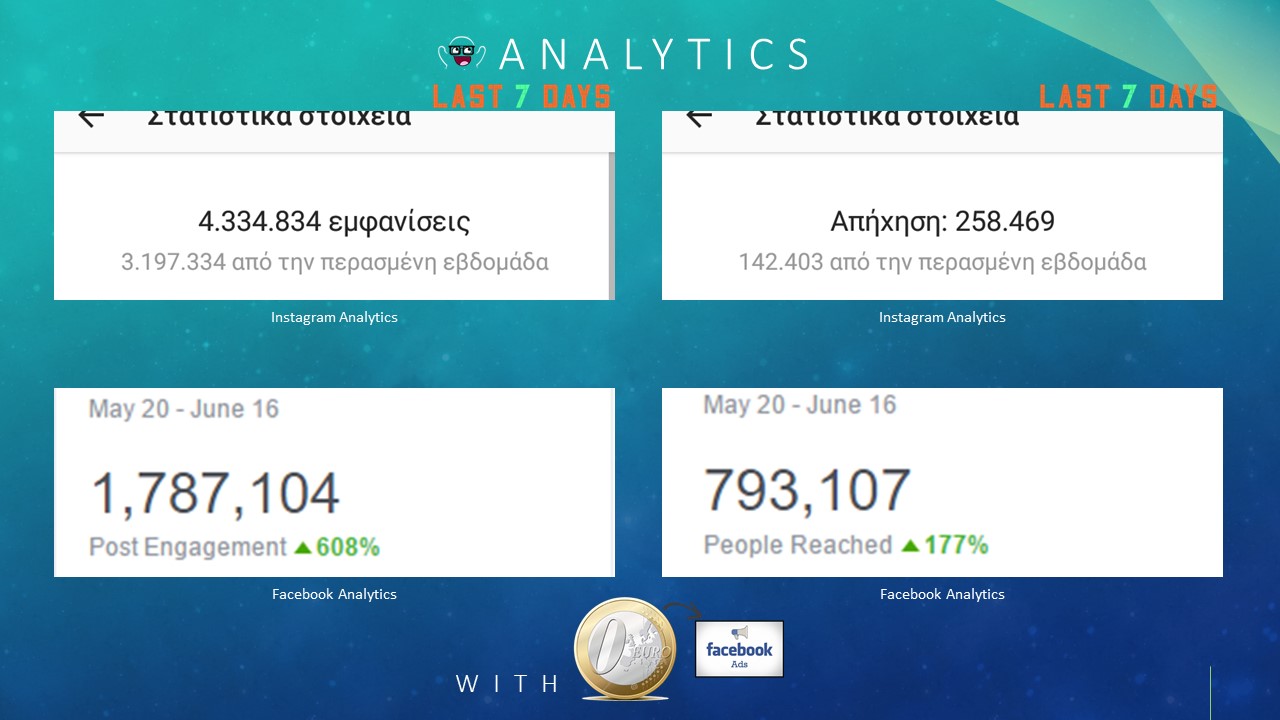 ANALYTICS
LAST 7 DAYS
LAST 7 DAYS
Στατιστικά στοιχεία
4.334.834 εμφανίσεις
3.197.334 από την περασμένη εβδομάδα
Instagram Analytics
Στατιστικά στοιχεία
Απήχηση: 258.469
142.403 από την περασμένη εβδομάδα
Instagram Analytics
May 20 - June 16
1,787,104
Post Engagement ▲608%
Facebook Analytics
May 20 - June 16
793,107
People Reached ▲177%
Facebook Analytics
WITH
0 EURO
facebook
Ads